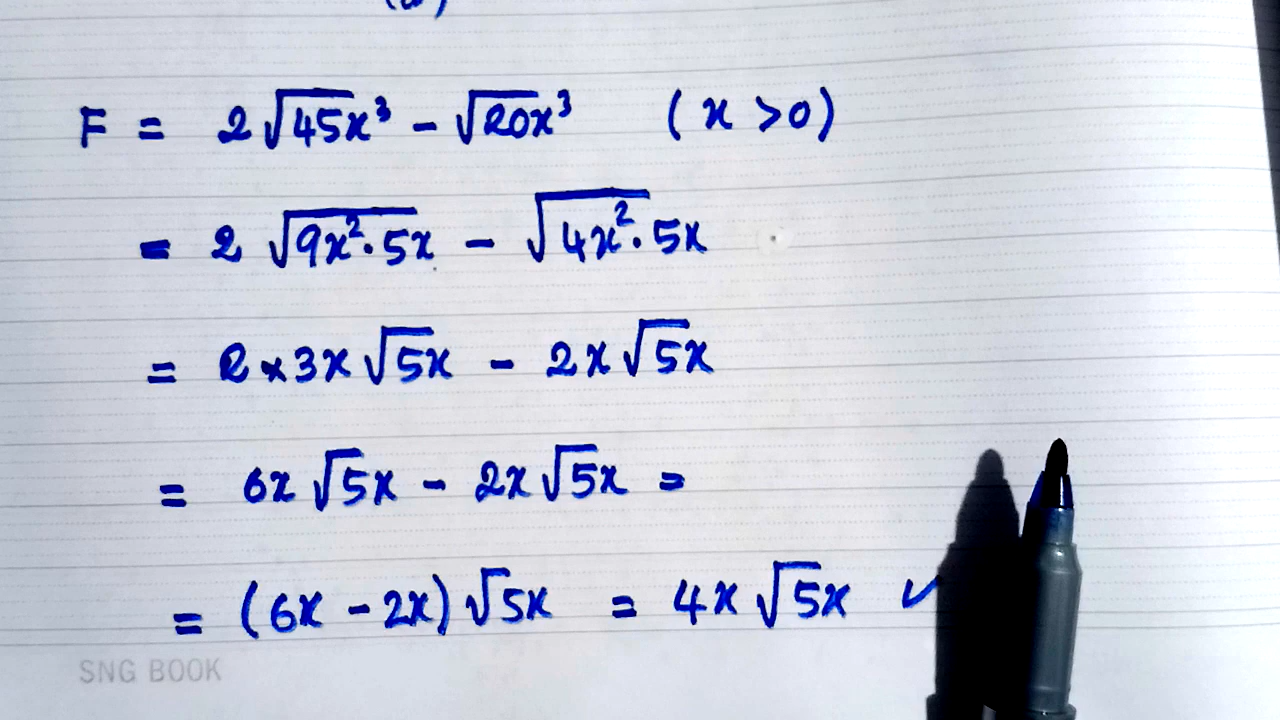 F = 2√45x³ - √20x³ (x > 0)
= 2 √9x²·5x - √4x²·5x
= 2 × 3x √5x - 2x √5x
= 6x √5x - 2x √5x =
= (6x - 2x) √5x = 4x √5x ✓
SNG BOOK